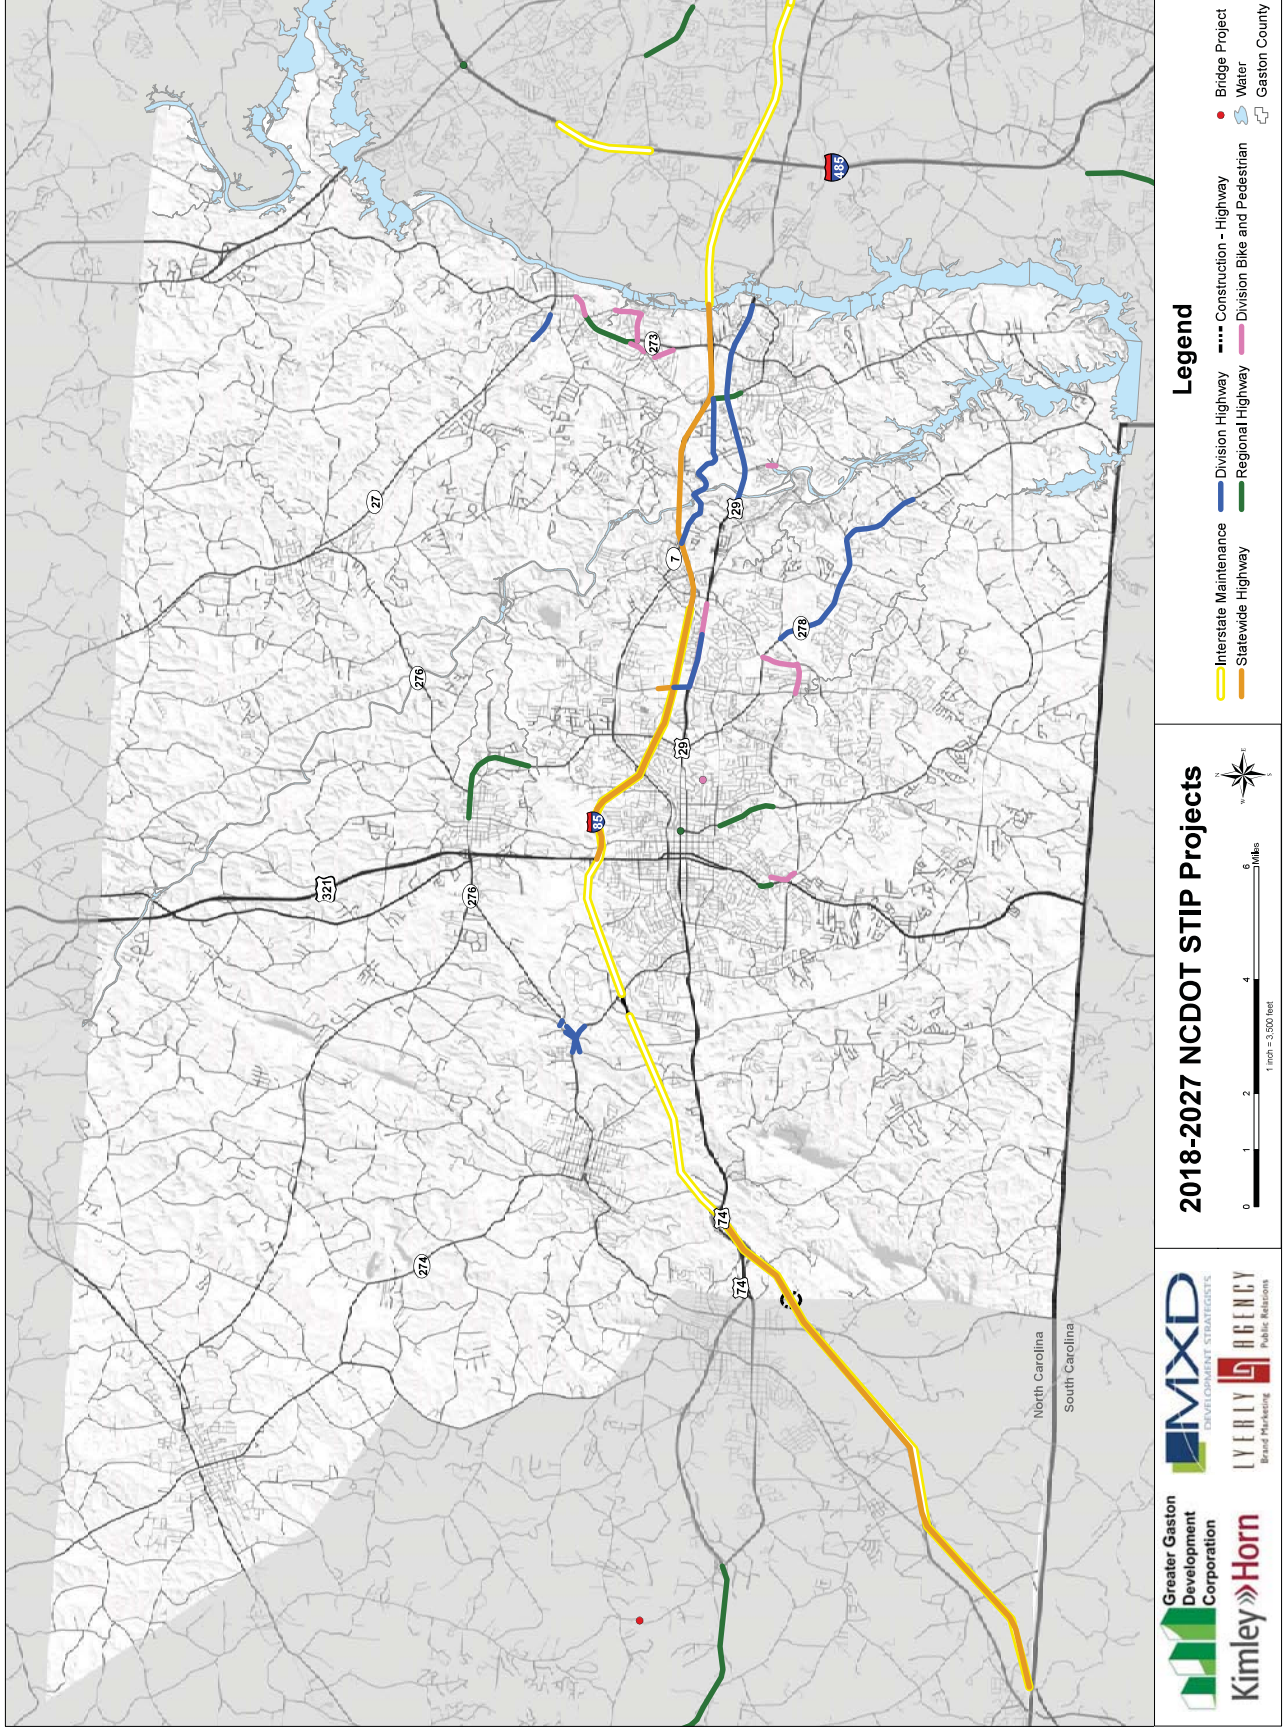 485
273
27
7
29
276
278
29
85
321
276
74
74
274
North Carolina
South Carolina
Greater Gaston
Development
Corporation
Kimley»Horn
MXD
DEVELOPMENT STRATEGISTS
LYERLY AGENCY
Brand Marketing Public Relations
2018-2027 NCDOT STIP Projects
0 1 2 4 6
Miles
1 inch = 3,500 feet
N
W E
S
Legend
Interstate Maintenance
Statewide Highway
Division Highway
Regional Highway
Construction - Highway
Division Bike and Pedestrian
Bridge Project
Water
Gaston County